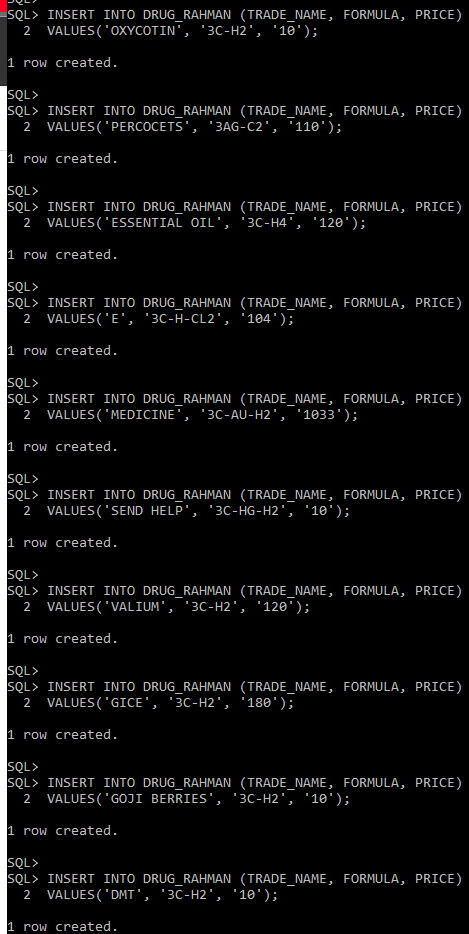 SQL>
SQL> INSERT INTO DRUG_RAHMAN (TRADE_NAME, FORMULA, PRICE)
2 VALUES('OXYCOTIN', '3C-H2', '10');
1 row created.
SQL>
SQL> INSERT INTO DRUG_RAHMAN (TRADE_NAME, FORMULA, PRICE)
2 VALUES('PERCOCETS', '3AG-C2', '110');
1 row created.
SQL>
SQL> INSERT INTO DRUG_RAHMAN (TRADE_NAME, FORMULA, PRICE)
2 VALUES('ESSENTIAL OIL', '3C-H4', '120');
1 row created.
SQL>
SQL> INSERT INTO DRUG_RAHMAN (TRADE_NAME, FORMULA, PRICE)
2 VALUES('E', '3C-H-CL2', '104');
1 row created.
SQL>
SQL> INSERT INTO DRUG_RAHMAN (TRADE_NAME, FORMULA, PRICE)
2 VALUES('MEDICINE', '3C-AU-H2', '1033');
1 row created.
SQL>
SQL> INSERT INTO DRUG_RAHMAN (TRADE_NAME, FORMULA, PRICE)
2 VALUES('SEND HELP', '3C-HG-H2', '10');
1 row created.
SQL>
SQL> INSERT INTO DRUG_RAHMAN (TRADE_NAME, FORMULA, PRICE)
2 VALUES('VALIUM', '3C-H2', '120');
1 row created.
SQL>
SQL> INSERT INTO DRUG_RAHMAN (TRADE_NAME, FORMULA, PRICE)
2 VALUES('GICE', '3C-H2', '180');
1 row created.
SQL>
SQL> INSERT INTO DRUG_RAHMAN (TRADE_NAME, FORMULA, PRICE)
2 VALUES('GOJI BERRIES', '3C-H2', '10');
1 row created.
SQL>
SQL> INSERT INTO DRUG_RAHMAN (TRADE_NAME, FORMULA, PRICE)
2 VALUES('DMT', '3C-H2', '10');
1 row created.